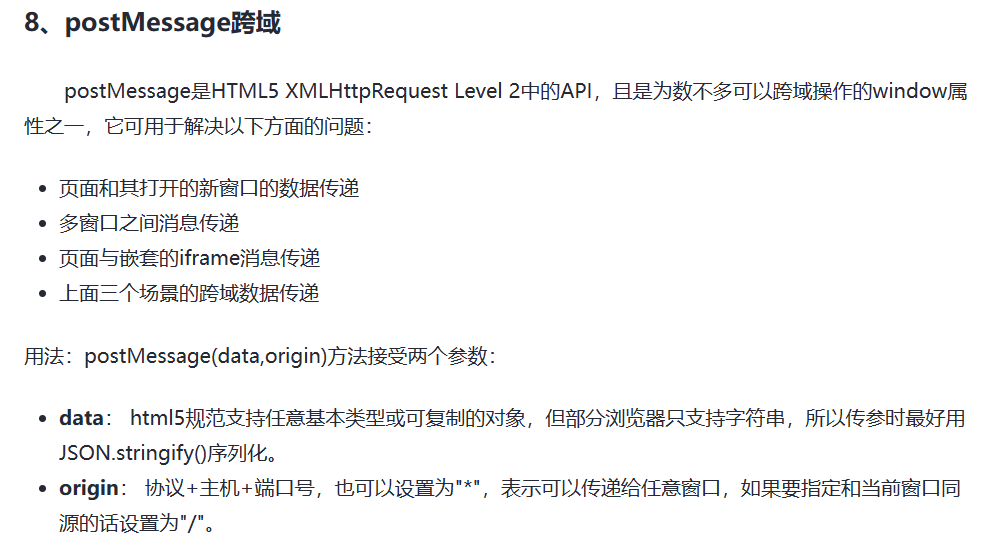 8、postMessage跨域
postMessage是HTML5 XMLHttpRequest Level 2中的API，且是为数不多可以跨域操作的window属
性之一，它可用于解决以下方面的问题：
• 页面和其打开的新窗口的数据传递
• 多窗口之间消息传递
• 页面与嵌套的iframe消息传递
• 上面三个场景的跨域数据传递
用法：postMessage(data,origin)方法接受两个参数：
• data： html5规范支持任意基本类型或可复制的对象，但部分浏览器只支持字符串，所以传参时最好用
JSON.stringify()序列化。
• origin： 协议+主机+端口号，也可以设置为"*"，表示可以传递给任意窗口，如果要指定和当前窗口同
源的话设置为"/"。